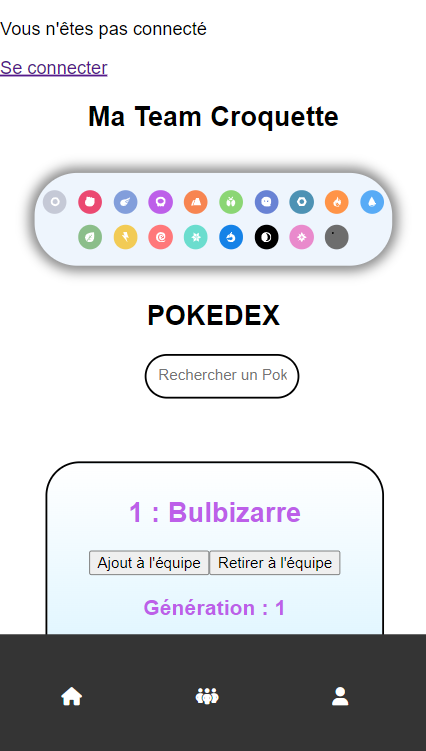 Vous n'êtes pas connecté
Se connecter
Ma Team Croquette
POKEDEX
Rechercher un Pok
1 : Bulbizarre
Ajout à l'équipe Retirer à l'équipe
Génération : 1